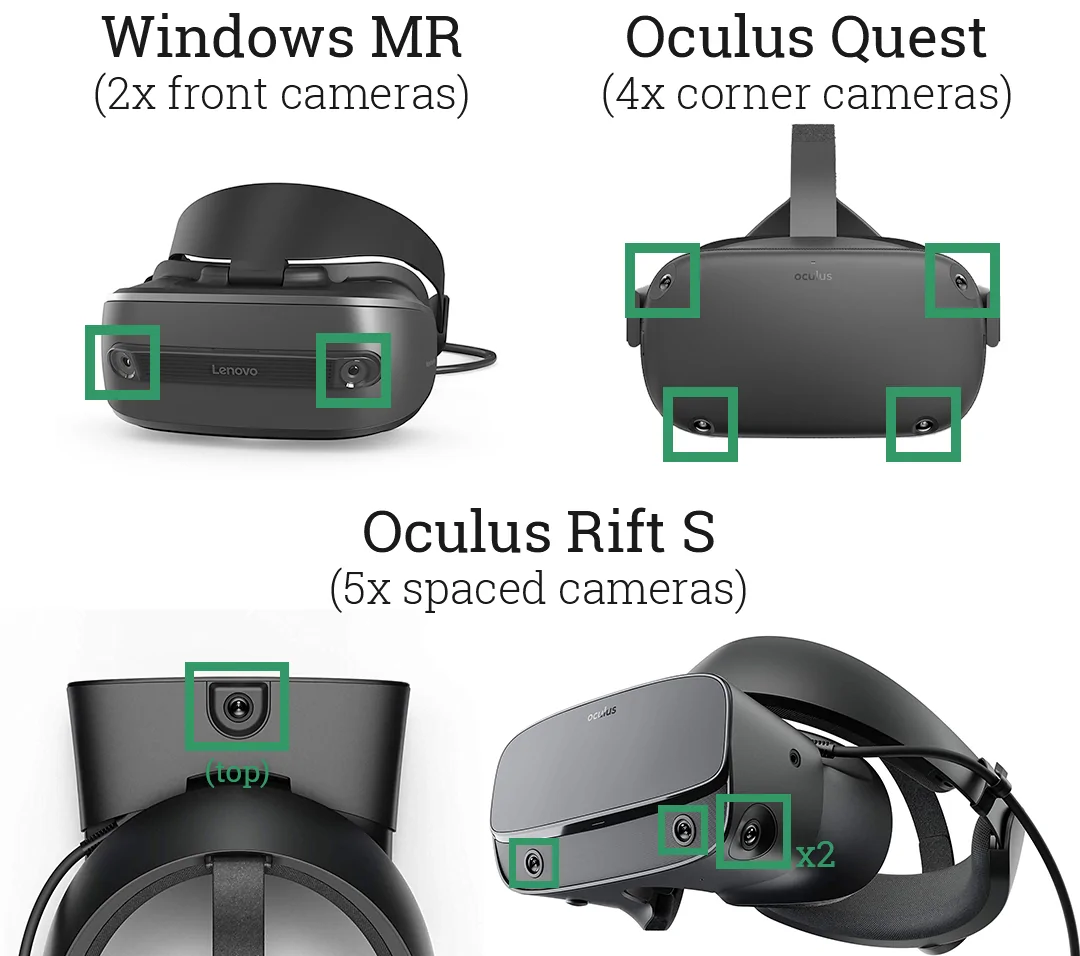 Windows MR
(2x front cameras)
Oculus Quest
(4x corner cameras)
oculus
Lenovo
Oculus Rift S
(5x spaced cameras)
oculus
(top)
x2